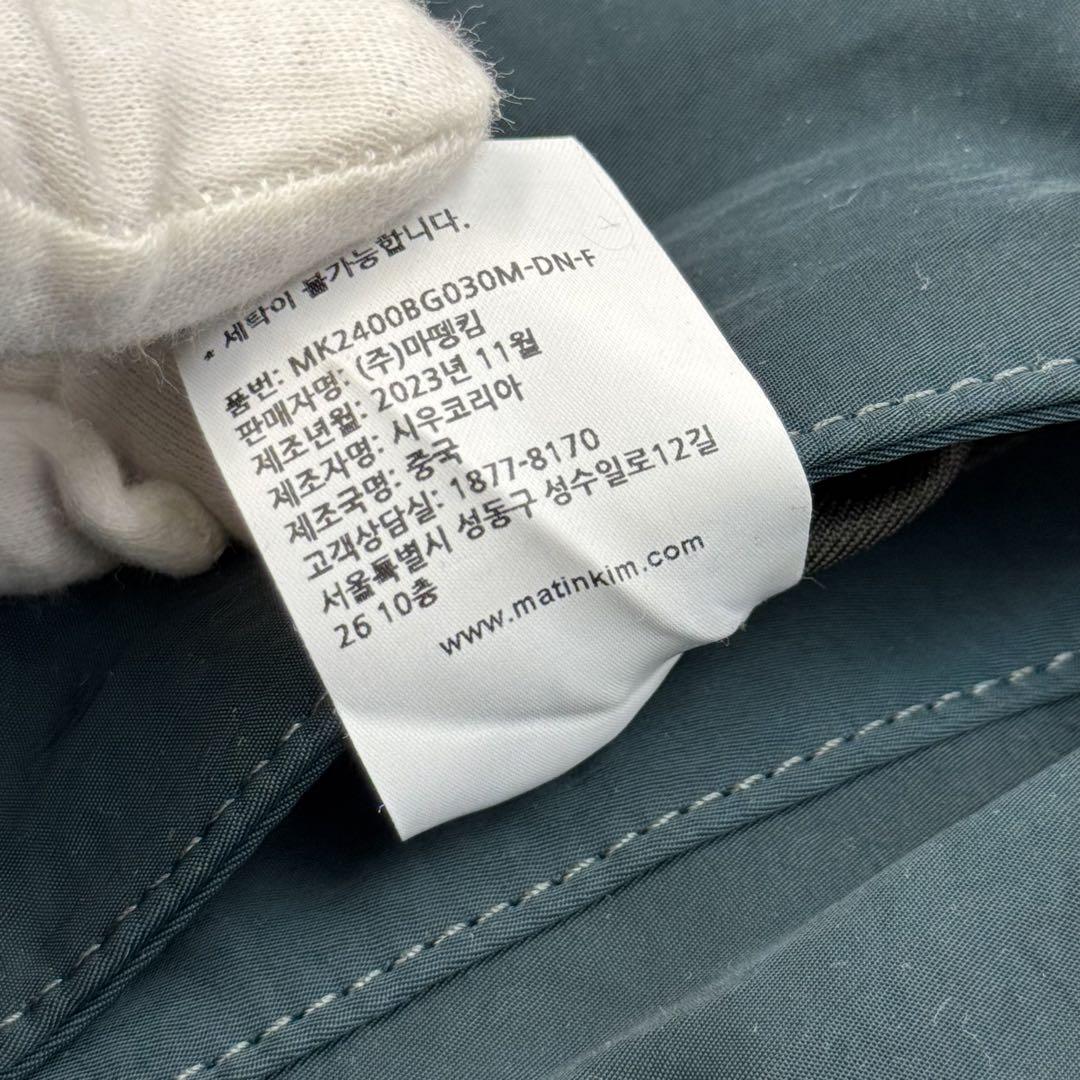 * 세탁이 불가능합니다.
품번: MK2400BG030M-DN-F
판매자명: (주)마뗑킴
제조년월: 2023년 11월
제조자명: 시우코리아
제조국명: 중국
고객상담실: 1877-8170
서울특별시 성동구 성수일로12길
26 10층
www.matinkim.com